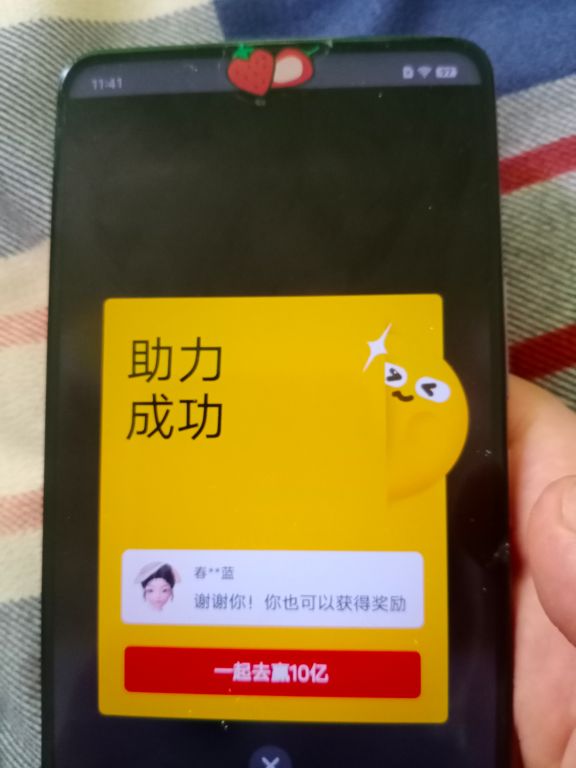 11:41
97
助力
成功
春**蓝
谢谢你！你也可以获得奖励
一起去赢10亿